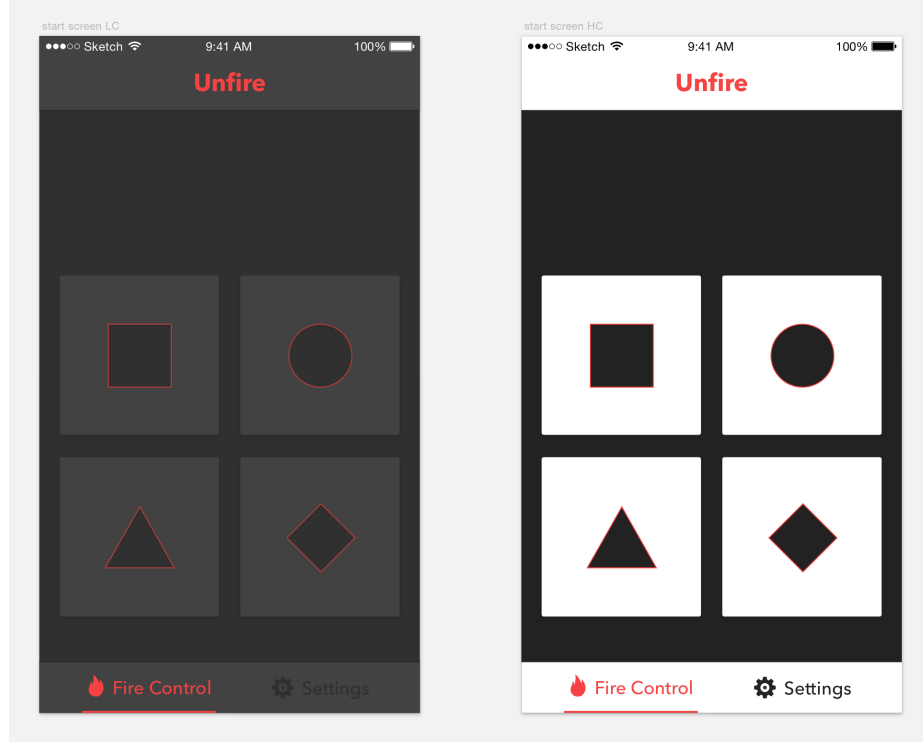 start screen LC
Sketch 9:41 AM 100%
Unfire
Fire Control Settings
start screen HC
Sketch 9:41 AM 100%
Unfire
Fire Control Settings